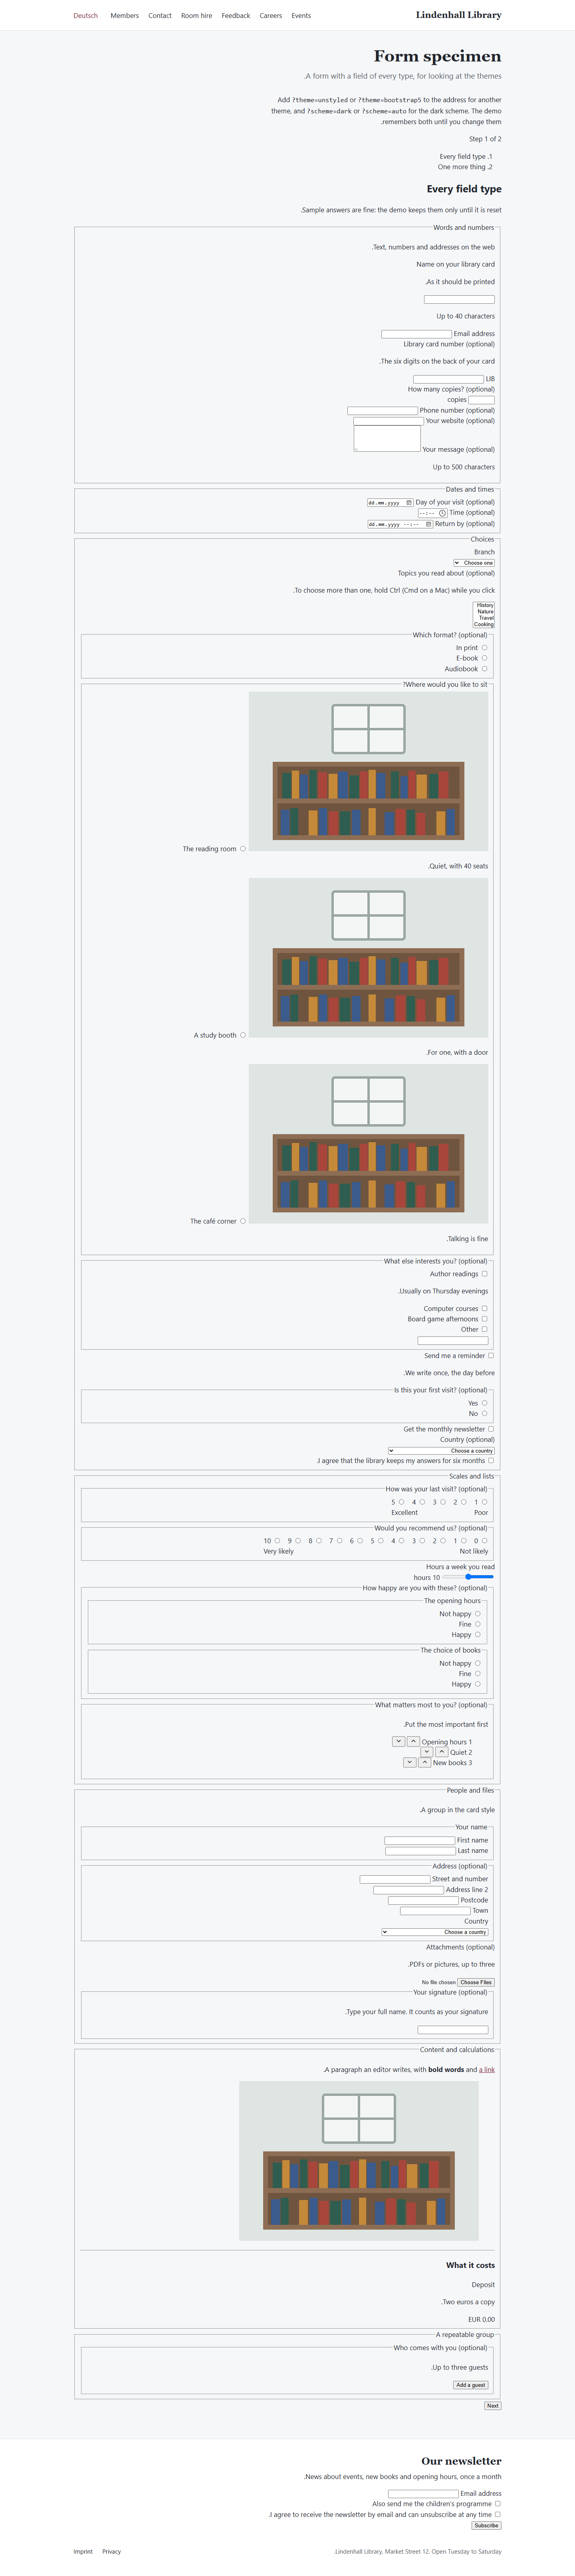 Lindenhall Library
Events
Careers
Feedback
Room hire
Contact
Members
Deutsch
Form specimen
.A form with a field of every type, for looking at the themes
Add ?theme=unstyled or ?theme=bootstrap5 to the address for another
theme, and ?scheme=dark or ?scheme=auto for the dark scheme. The demo
.remembers both until you change them
Step 1 of 2
1. Every field type
2. One more thing
Every field type
.Sample answers are fine: the demo keeps them only until it is reset
Words and numbers
.Text, numbers and addresses on the web
Name on your library card
.As it should be printed
Up to 40 characters
Email address
Library card number (optional)
.The six digits on the back of your card
LIB
How many copies? (optional)
copies
Phone number (optional)
Your website (optional)
Your message (optional)
Up to 500 characters
Dates and times
Day of your visit (optional)
dd.mm.yyyy
Time (optional)
--:--
Return by (optional)
dd.mm.yyyy --:--
Choices
Branch
Choose one
Topics you read about (optional)
.To choose more than one, hold Ctrl (Cmd on a Mac) while you click
History
Nature
Travel
Cooking
Which format? (optional)
In print
E-book
Audiobook
?Where would you like to sit
The reading room
.Quiet, with 40 seats
A study booth
.For one, with a door
The café corner
.Talking is fine
What else interests you? (optional)
Author readings
.Usually on Thursday evenings
Computer courses
Board game afternoons
Other
Send me a reminder
.We write once, the day before
Is this your first visit? (optional)
Yes
No
Get the monthly newsletter
Country (optional)
Choose a country
.I agree that the library keeps my answers for six months
Scales and lists
How was your last visit? (optional)
5 4 3 2 1
Excellent Poor
Would you recommend us? (optional)
10 9 8 7 6 5 4 3 2 1 0
Very likely Not likely
Hours a week you read
hours 10
How happy are you with these? (optional)
The opening hours
Not happy
Fine
Happy
The choice of books
Not happy
Fine
Happy
What matters most to you? (optional)
.Put the most important first
Opening hours 1
Quiet 2
New books 3
People and files
.A group in the card style
Your name
First name
Last name
Address (optional)
Street and number
Address line 2
Postcode
Town
Country
Choose a country
Attachments (optional)
.PDFs or pictures, up to three
No file chosen Choose Files
Your signature (optional)
.Type your full name. It counts as your signature
Content and calculations
.A paragraph an editor writes, with bold words and a link
What it costs
Deposit
.Two euros a copy
EUR 0.00
A repeatable group
Who comes with you (optional)
.Up to three guests
Add a guest
Next
Our newsletter
.News about events, new books and opening hours, once a month
Email address
Also send me the children's programme
.I agree to receive the newsletter by email and can unsubscribe at any time
Subscribe
.Lindenhall Library, Market Street 12. Open Tuesday to Saturday
Privacy
Imprint